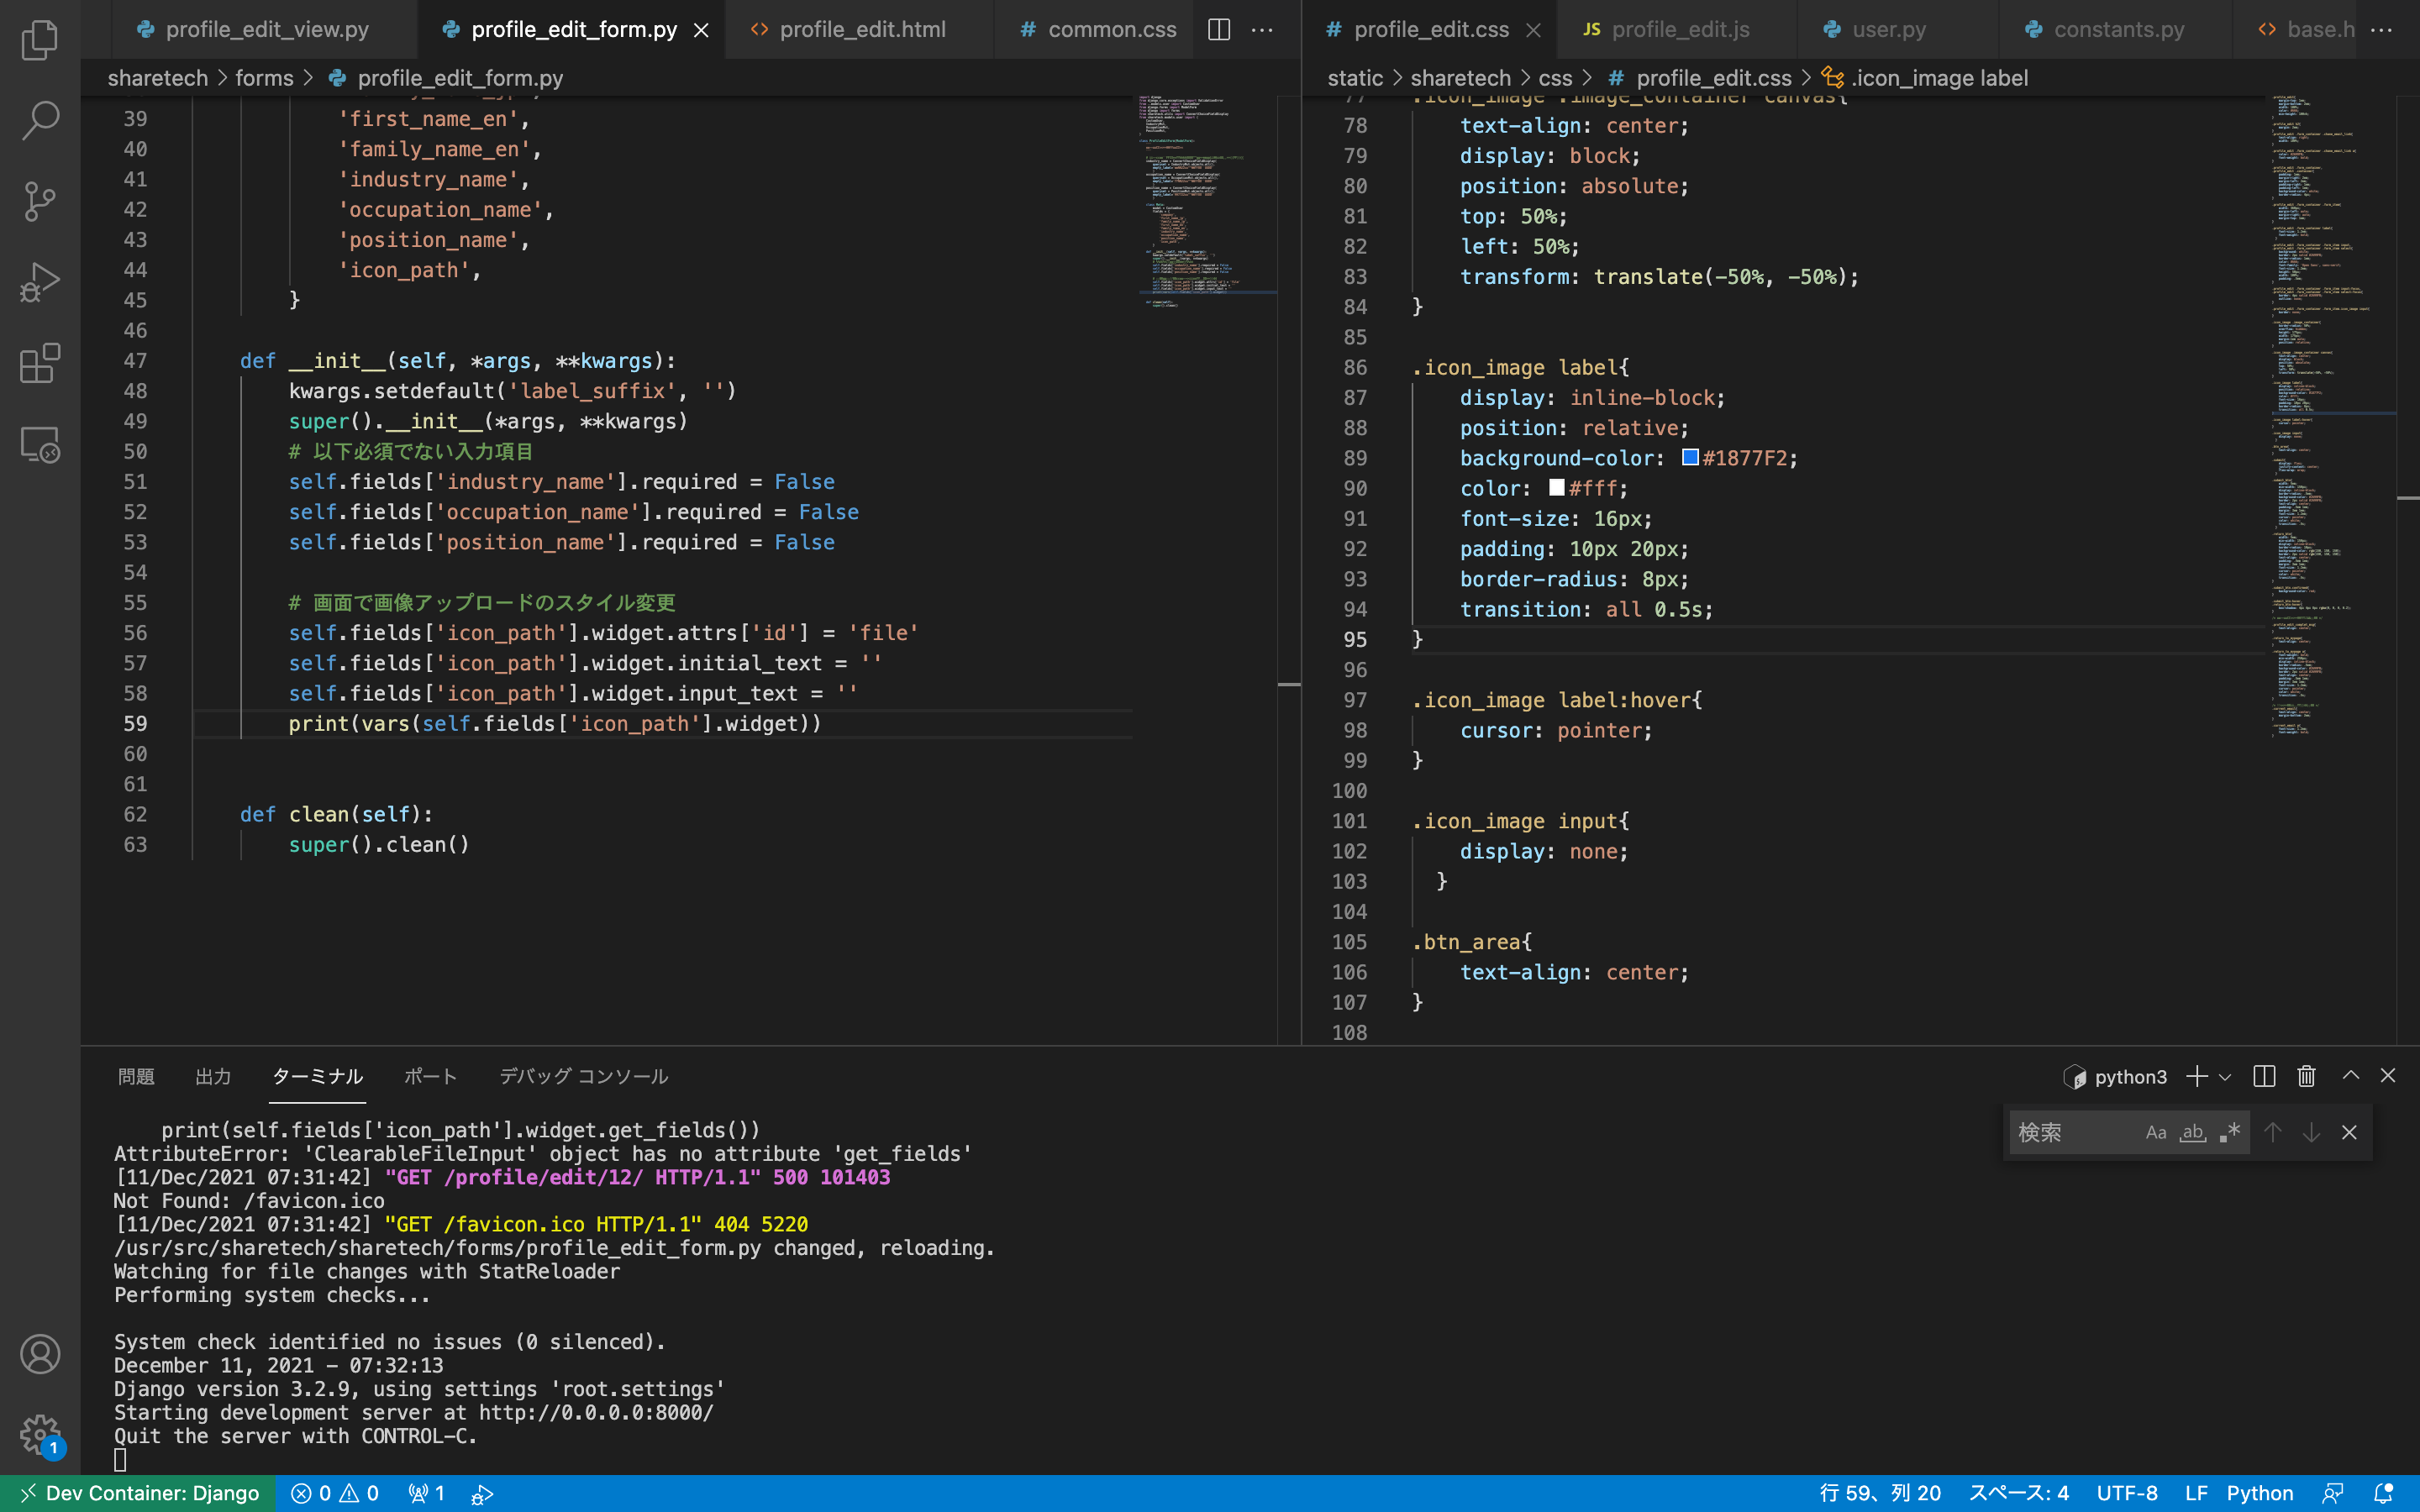 profile_edit_view.py
profile_edit_form.py
profile_edit.html
common.css
sharetech > forms > profile_edit_form.py
39 'first_name_en',
40 'family_name_en',
41 'industry_name',
42 'occupation_name',
43 'position_name',
44 'icon_path',
45 }
46
47 def __init__(self, *args, **kwargs):
48 kwargs.setdefault('label_suffix', '')
49 super().__init__(*args, **kwargs)
50 # 以下必須でない入力項目
51 self.fields['industry_name'].required = False
52 self.fields['occupation_name'].required = False
53 self.fields['position_name'].required = False
54
55 # 画面で画像アップロードのスタイル変更
56 self.fields['icon_path'].widget.attrs['id'] = 'file'
57 self.fields['icon_path'].widget.initial_text = ''
58 self.fields['icon_path'].widget.input_text = ''
59 print(vars(self.fields['icon_path'].widget))
60
61
62 def clean(self):
63 super().clean()
# profile_edit.css
JS profile_edit.js
user.py
constants.py
base.h
static > sharetech > css > # profile_edit.css > .icon_image label
77 .icon_image .image_container canvas{
78 text-align: center;
79 display: block;
80 position: absolute;
81 top: 50%;
82 left: 50%;
83 transform: translate(-50%, -50%);
84 }
85
86 .icon_image label{
87 display: inline-block;
88 position: relative;
89 background-color: #1877F2;
90 color: #fff;
91 font-size: 16px;
92 padding: 10px 20px;
93 border-radius: 8px;
94 transition: all 0.5s;
95 }
96
97 .icon_image label:hover{
98 cursor: pointer;
99 }
100
101 .icon_image input{
102 display: none;
103 }
104
105 .btn_area{
106 text-align: center;
107 }
108
問題 出力 ターミナル ポート デバッグ コンソール
python3
検索 Aa ab .*
print(self.fields['icon_path'].widget.get_fields())
AttributeError: 'ClearableFileInput' object has no attribute 'get_fields'
[11/Dec/2021 07:31:42] "GET /profile/edit/12/ HTTP/1.1" 500 101403
Not Found: /favicon.ico
[11/Dec/2021 07:31:42] "GET /favicon.ico HTTP/1.1" 404 5220
/usr/src/sharetech/sharetech/forms/profile_edit_form.py changed, reloading.
Watching for file changes with StatReloader
Performing system checks...
System check identified no issues (0 silenced).
December 11, 2021 - 07:32:13
Django version 3.2.9, using settings 'root.settings'
Starting development server at http://0.0.0.0:8000/
Quit the server with CONTROL-C.
1
Dev Container: Django 0 0 1
行 59、列 20 スペース: 4 UTF-8 LF Python